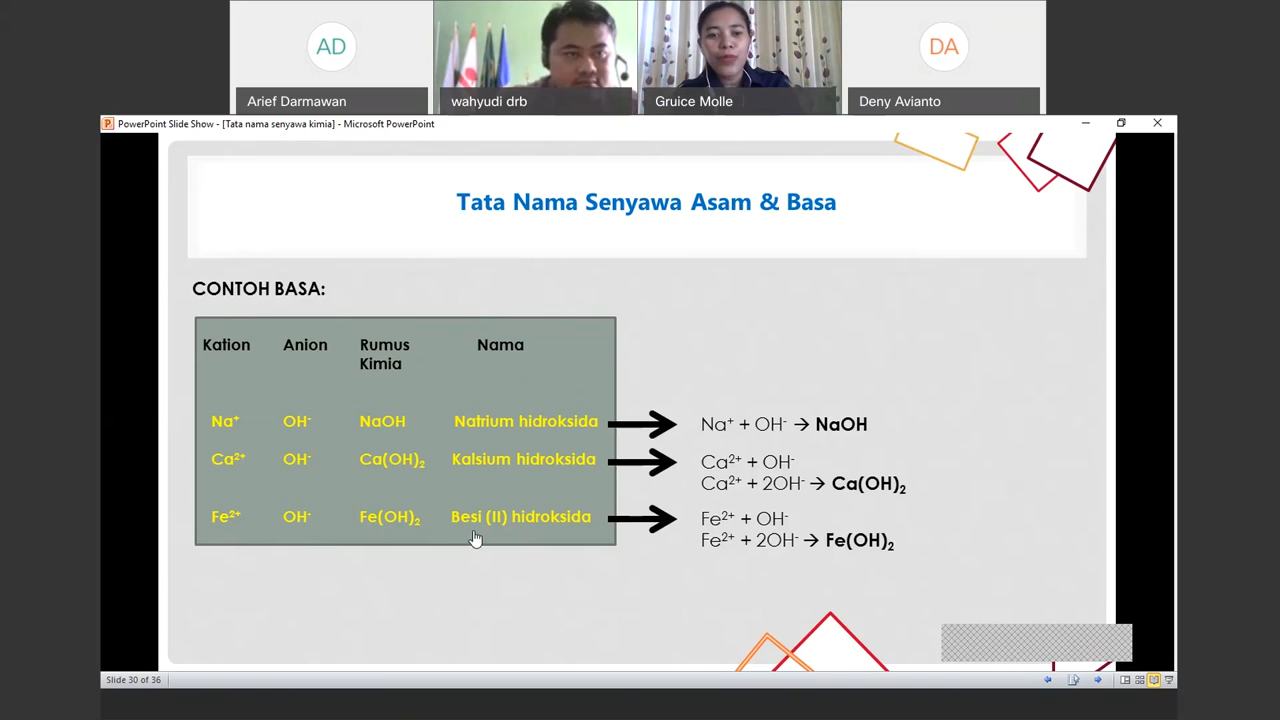 AD
DA
Arief Darmawan
wahyudi drb
Gruice Molle
Deny Avianto
PowerPoint Slide Show - [Tata nama senyawa kimia] - Microsoft PowerPoint
Tata Nama Senyawa Asam & Basa
CONTOH BASA:
Kation Anion Rumus Kimia Nama
Na⁺ OH⁻ NaOH Natrium hidroksida
Na⁺ + OH⁻ → NaOH
Ca²⁺ OH⁻ Ca(OH)₂ Kalsium hidroksida
Ca²⁺ + OH⁻
Ca²⁺ + 2OH⁻ → Ca(OH)₂
Fe²⁺ OH⁻ Fe(OH)₂ Besi (II) hidroksida
Fe²⁺ + OH⁻
Fe²⁺ + 2OH⁻ → Fe(OH)₂
Slide 30 of 36